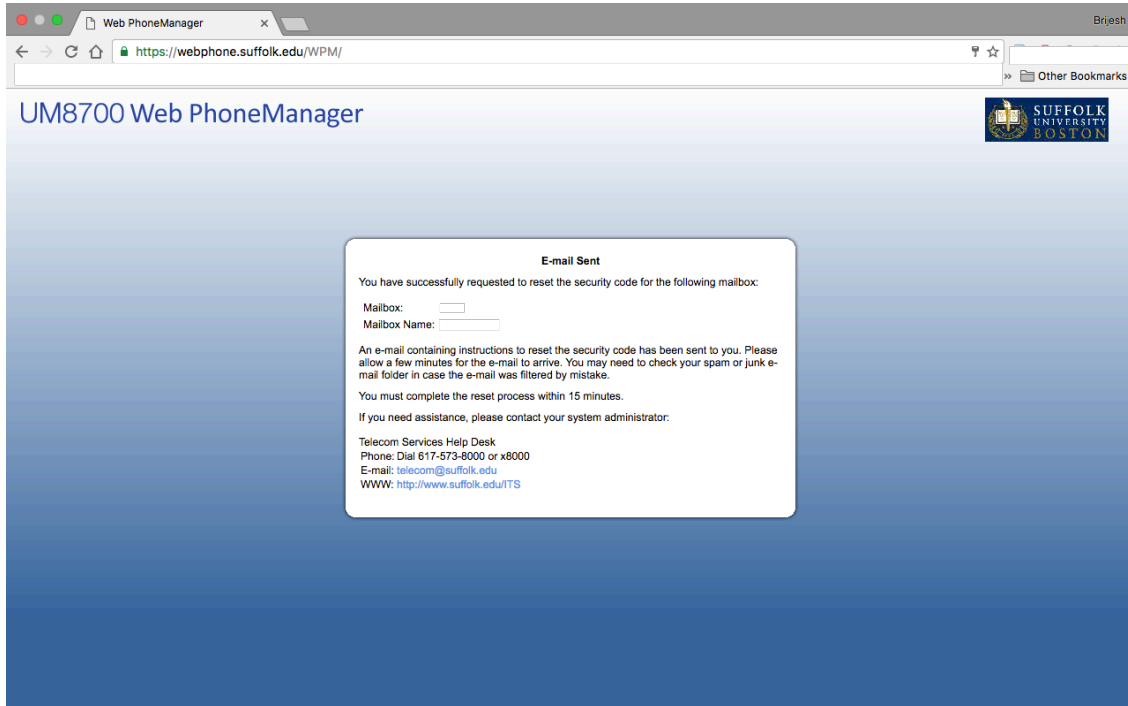 Web PhoneManager
Brijesh
https://webphone.suffolk.edu/WPM/
» Other Bookmarks
UM8700 Web PhoneManager
SUFFOLK
UNIVERSITY
BOSTON
E-mail Sent
You have successfully requested to reset the security code for the following mailbox:
Mailbox:
Mailbox Name:
An e-mail containing instructions to reset the security code has been sent to you. Please
allow a few minutes for the e-mail to arrive. You may need to check your spam or junk e-
mail folder in case the e-mail was filtered by mistake.
You must complete the reset process within 15 minutes.
If you need assistance, please contact your system administrator:
Telecom Services Help Desk
Phone: Dial 617-573-8000 or x8000
E-mail: telecom@suffolk.edu
WWW: http://www.suffolk.edu/ITS